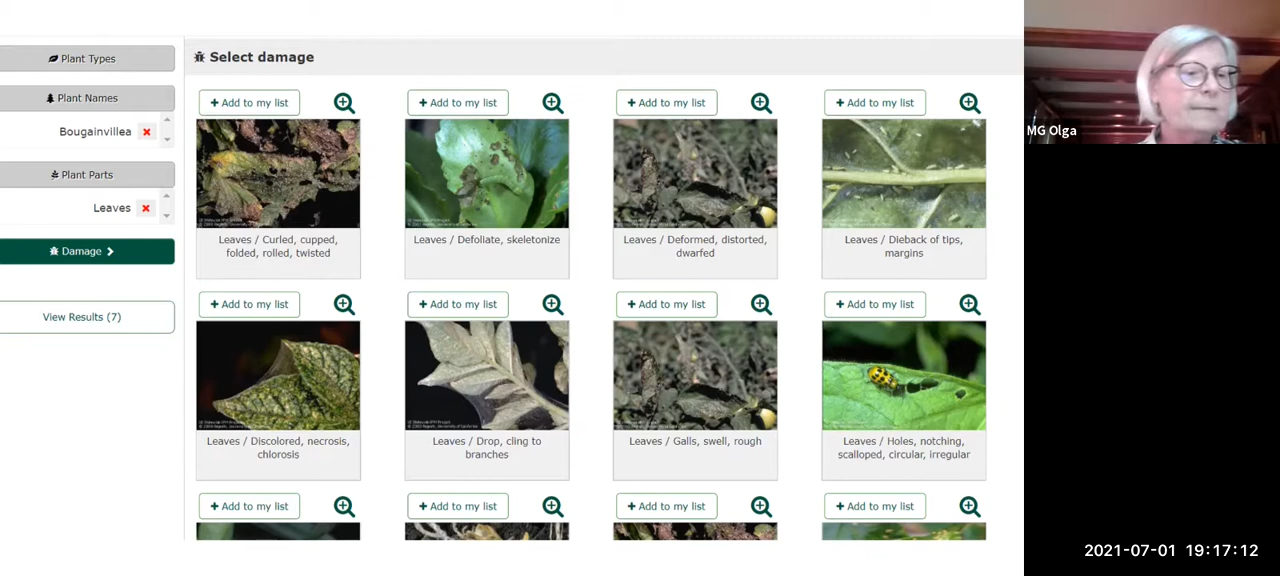 Plant Types
Plant Names
Bougainvillea
Plant Parts
Leaves
Damage
View Results (7)
Select damage
+ Add to my list
+ Add to my list
+ Add to my list
+ Add to my list
Leaves / Curled, cupped,
folded, rolled, twisted
Leaves / Defoliate, skeletonize
Leaves / Deformed, distorted,
dwarfed
Leaves / Dieback of tips,
margins
+ Add to my list
+ Add to my list
+ Add to my list
+ Add to my list
Leaves / Discolored, necrosis,
chlorosis
Leaves / Drop, cling to
branches
Leaves / Galls, swell, rough
Leaves / Holes, notching,
scalloped, circular, irregular
+ Add to my list
+ Add to my list
+ Add to my list
+ Add to my list
MG Olga
2021-07-01 19:17:12